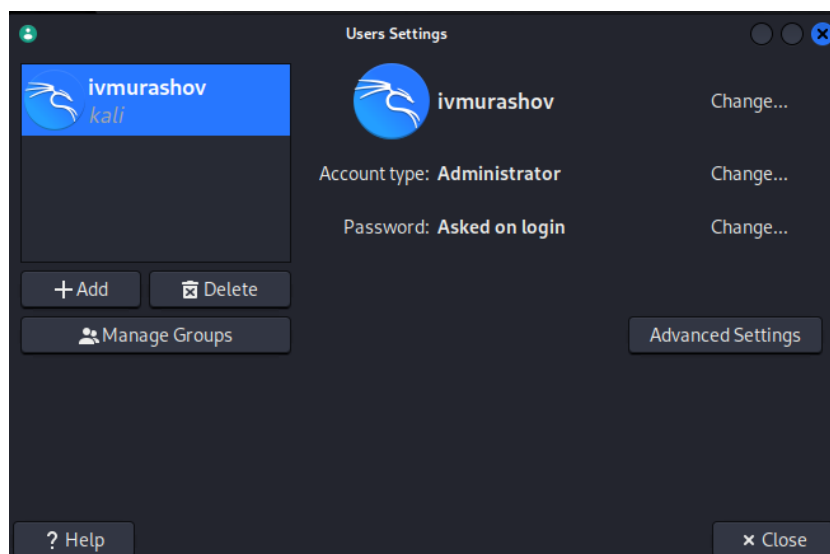 Users Settings
ivmurashov
kali
ivmurashov
Change...
Account type: Administrator
Change...
Password: Asked on login
Change...
Add
Delete
Manage Groups
Advanced Settings
? Help
Close